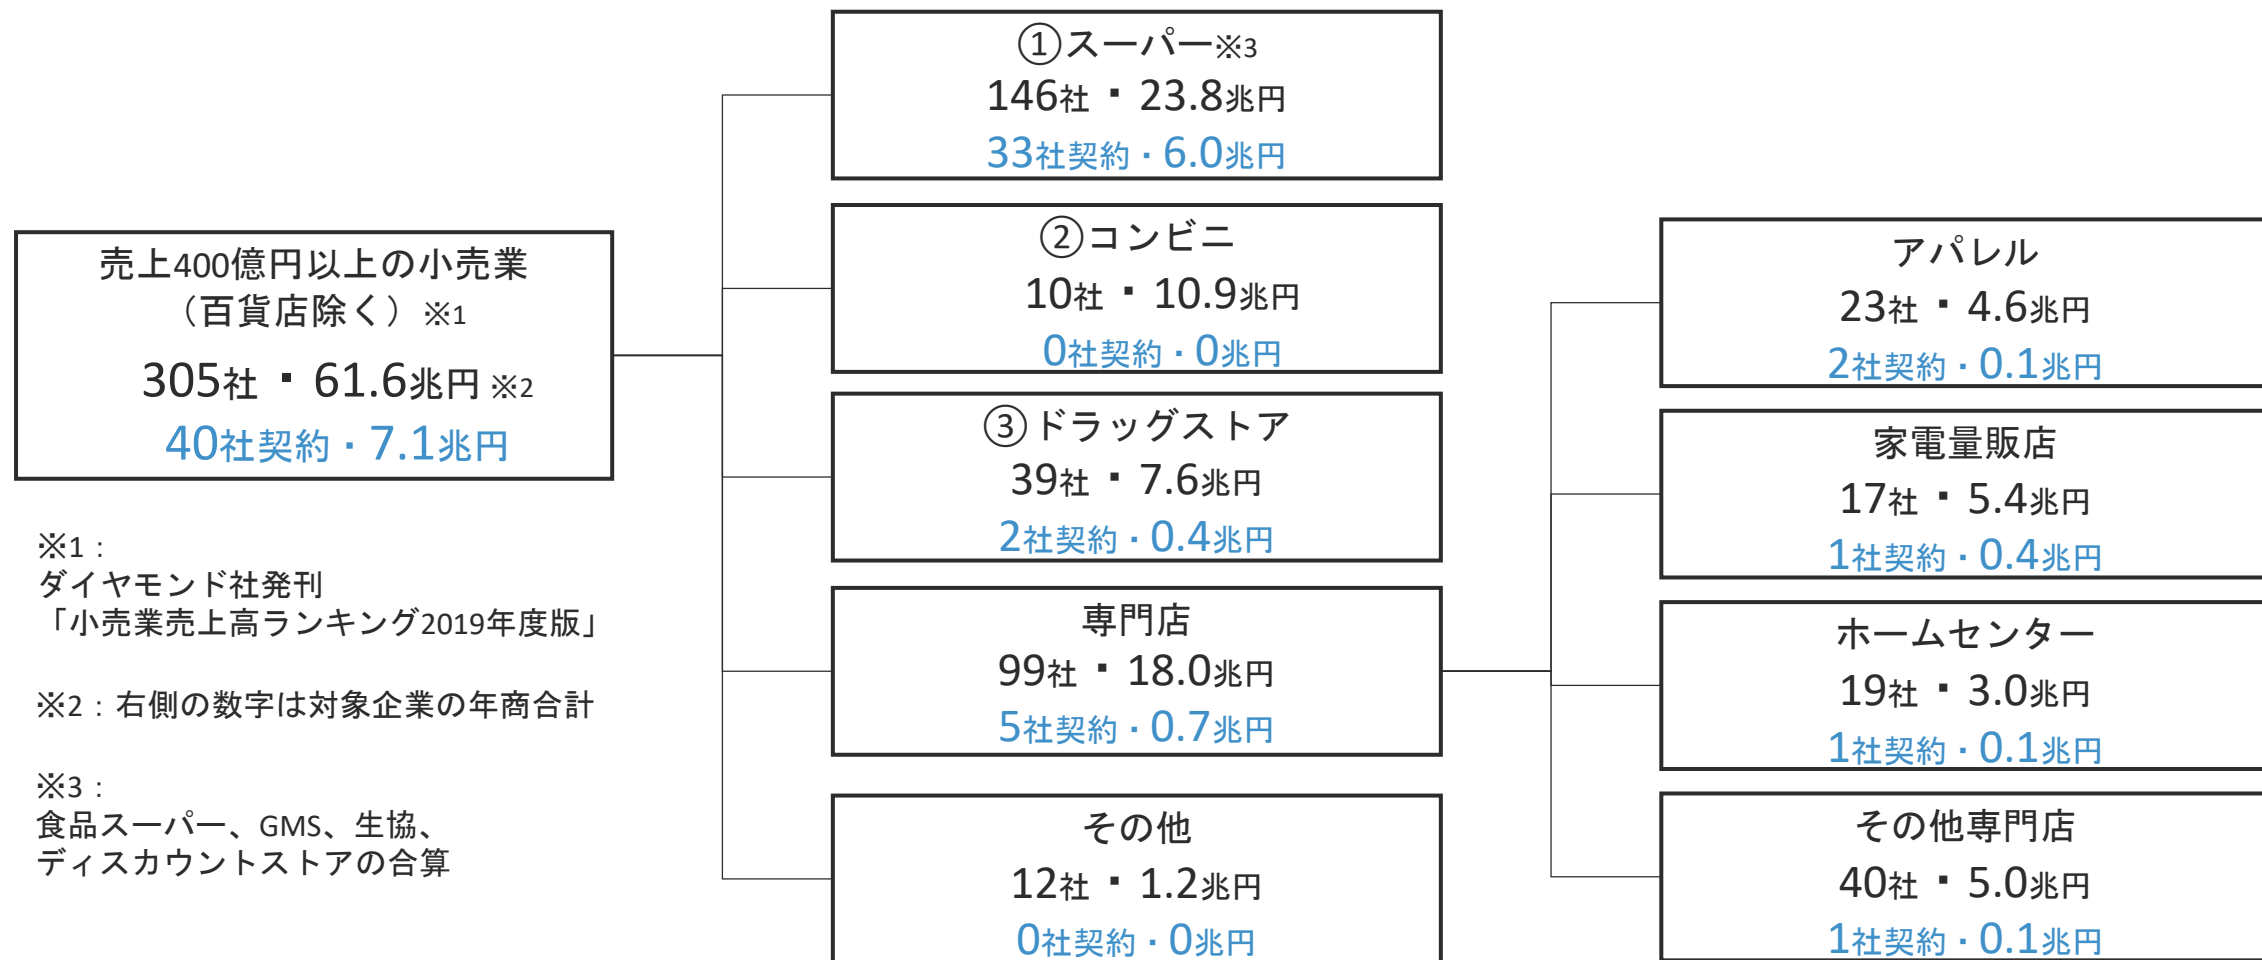 売上400億円以上の小売業
（百貨店除く）※1
305社・61.6兆円 ※2
40社契約・7.1兆円
※1：
ダイヤモンド社発刊
「小売業売上高ランキング2019年度版」
※2：右側の数字は対象企業の年商合計
※3：
食品スーパー、GMS、生協、
ディスカウントストアの合算
①スーパー※3
146社・23.8兆円
33社契約・6.0兆円
②コンビニ
10社・10.9兆円
0社契約・0兆円
③ドラッグストア
39社・7.6兆円
2社契約・0.4兆円
専門店
99社・18.0兆円
5社契約・0.7兆円
その他
12社・1.2兆円
0社契約・0兆円
アパレル
23社・4.6兆円
2社契約・0.1兆円
家電量販店
17社・5.4兆円
1社契約・0.4兆円
ホームセンター
19社・3.0兆円
1社契約・0.1兆円
その他専門店
40社・5.0兆円
1社契約・0.1兆円